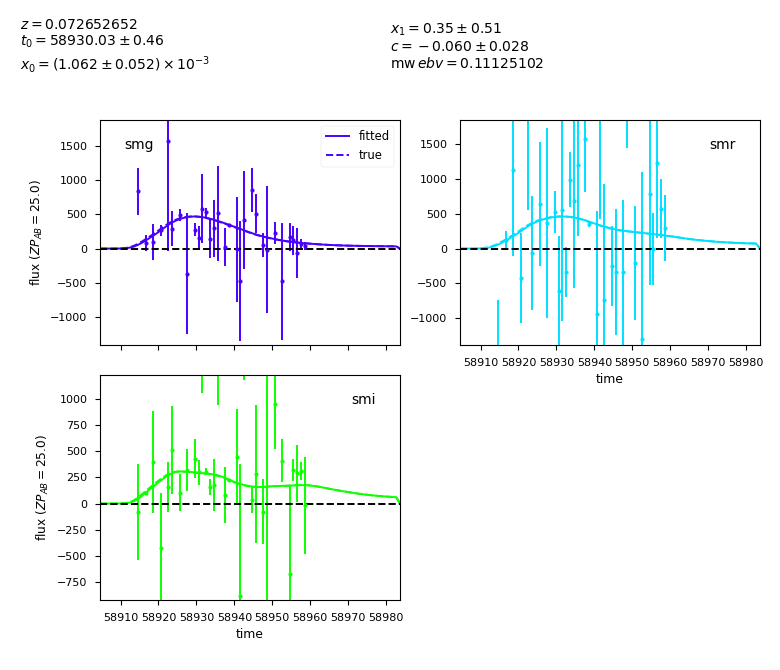 z = 0.072652652
t₀ = 58930.03 ± 0.46
x₀ = (1.062 ± 0.052) × 10⁻³
x₁ = 0.35 ± 0.51
c = −0.060 ± 0.028
mw ebv = 0.11125102
smg
fitted
true
1500
1000
500
0
−500
−1000
flux (ZP_AB = 25.0)
smr
1500
1000
500
0
−500
−1000
58910 58920 58930 58940 58950 58960 58970 58980
time
smi
1000
750
500
250
0
−250
−500
−750
flux (ZP_AB = 25.0)
58910 58920 58930 58940 58950 58960 58970 58980
time